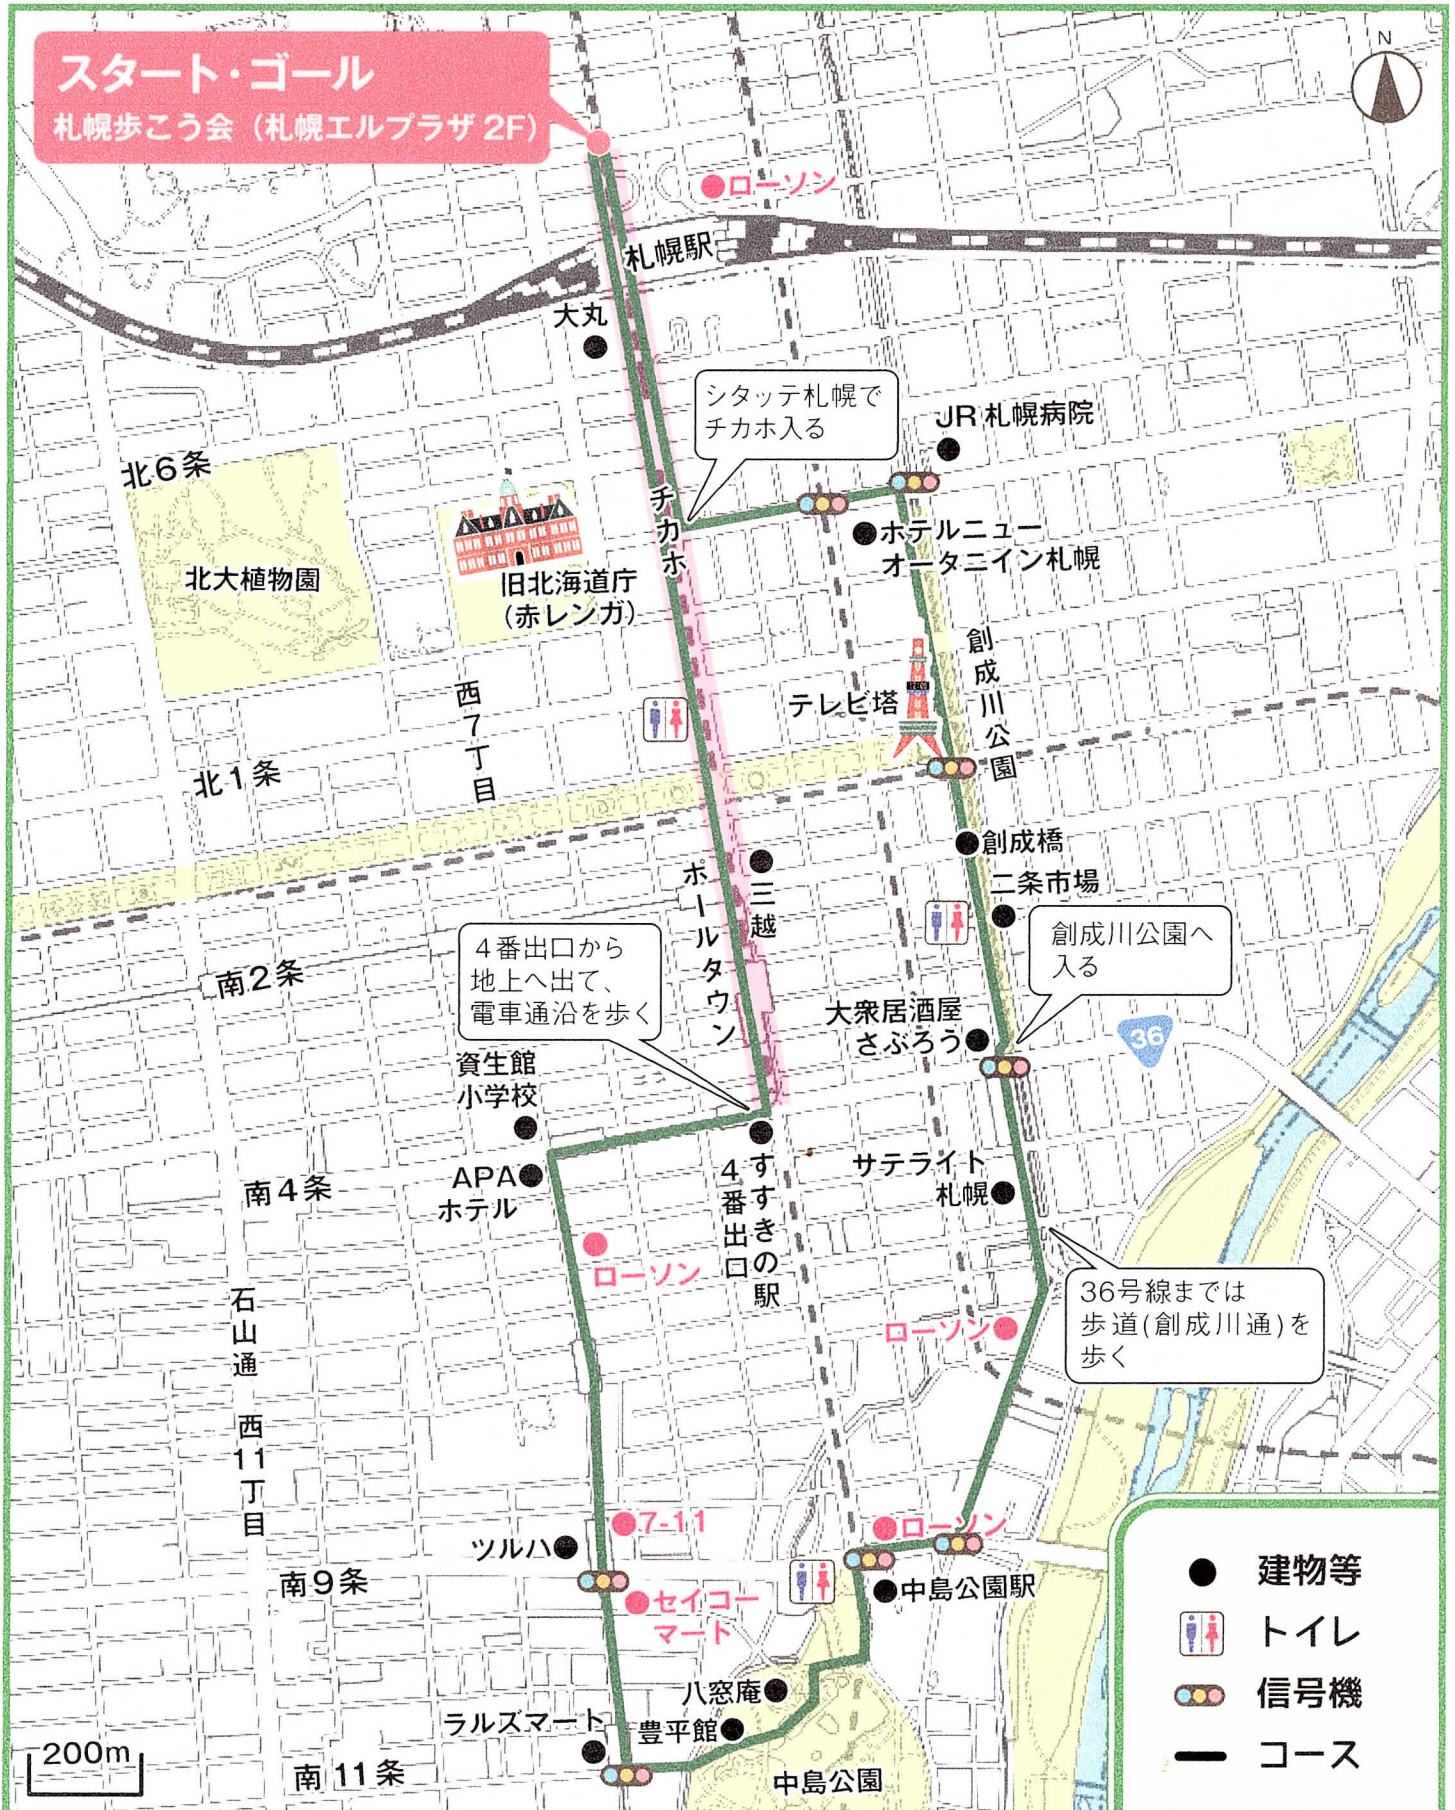 スタート・ゴール
札幌歩こう会（札幌エルプラザ 2F）
N
ローソン
札幌駅
大丸
シタッテ札幌で
チカホ入る
JR 札幌病院
北6条
チカホ
ホテルニュー
オータニイン札幌
北大植物園
旧北海道庁
（赤レンガ）
創成川公園
西7丁目
テレビ塔
北1条
創成橋
三越
ポールタウン
二条市場
4番出口から
地上へ出て、
電車通沿を歩く
創成川公園へ
入る
南2条
大衆居酒屋
さぶろう
36
資生館
小学校
APA
ホテル
南4条
すすきの駅
4番出口
サテライト
札幌
ローソン
36号線までは
歩道(創成川通)を
歩く
ローソン
石山通
西11丁目
7-11
ローソン
ツルハ
南9条
セイコー
マート
中島公園駅
八窓庵
豊平館
ラルズマート
南11条
中島公園
200m
建物等
トイレ
信号機
コース